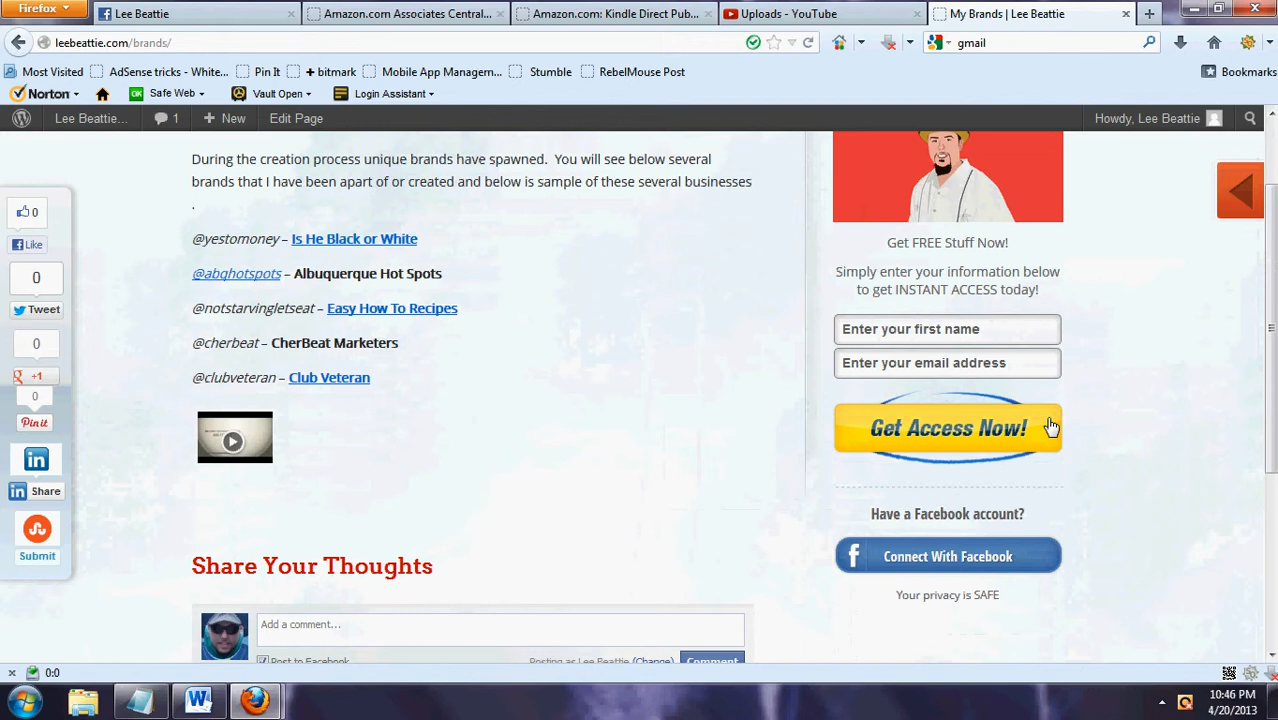 Firefox
Lee Beattie
Amazon.com Associates Central...
Amazon.com: Kindle Direct Pub...
Uploads - YouTube
My Brands | Lee Beattie
leebeattie.com/brands/
gmail
Most Visited
AdSense tricks - White...
Pin It
+ bitmark
Mobile App Managem...
Stumble
RebelMouse Post
Bookmarks
Norton
OK
Safe Web
Vault Open
Login Assistant
Lee Beattie...
1
+ New
Edit Page
Howdy, Lee Beattie
During the creation process unique brands have spawned. You will see below several
brands that I have been apart of or created and below is sample of these several businesses
.
@yestomoney – Is He Black or White
@abqhotspots – Albuquerque Hot Spots
@notstarvingletseat – Easy How To Recipes
@cherbeat – CherBeat Marketers
@clubveteran – Club Veteran
0
Like
0
Tweet
0
+1
0
Pin it
in
in Share
Submit
Get FREE Stuff Now!
Simply enter your information below
to get INSTANT ACCESS today!
Enter your first name
Enter your email address
Get Access Now!
Have a Facebook account?
f Connect With Facebook
Your privacy is SAFE
Share Your Thoughts
Add a comment...
Post to Facebook
Posting as Lee Beattie (Change)
Comment
0:0
10:46 PM
4/20/2013